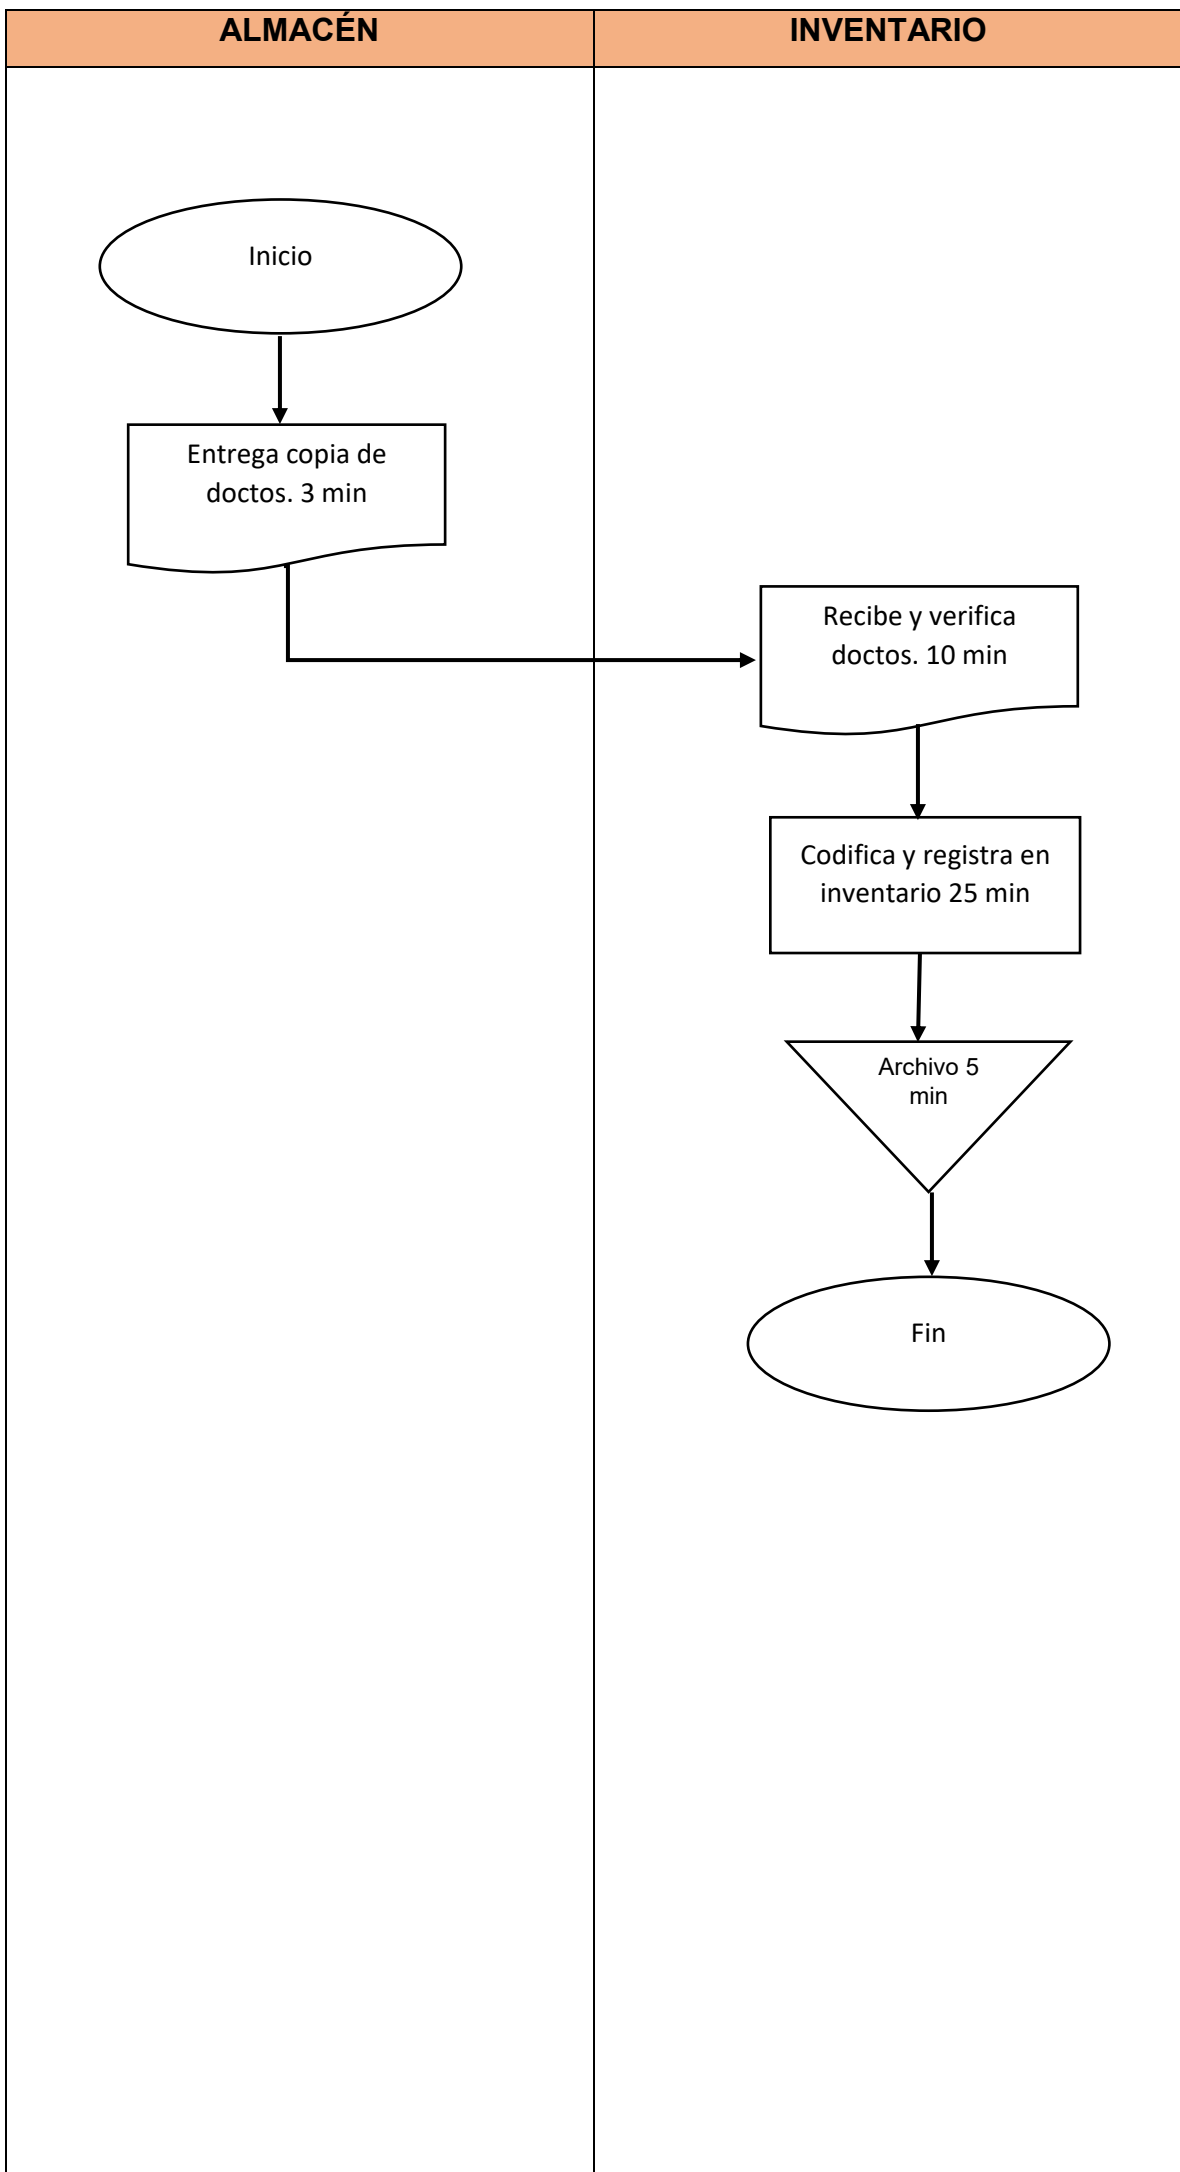 ALMACÉN
INVENTARIO
Inicio
Entrega copia de
doctos. 3 min
Recibe y verifica
doctos. 10 min
Codifica y registra en
inventario 25 min
Archivo 5
min
Fin